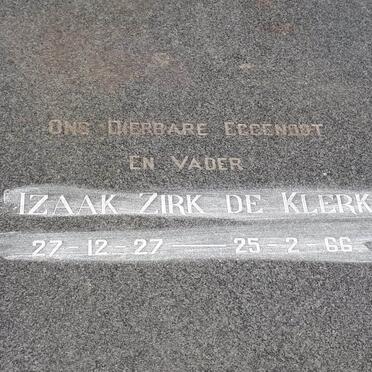 ONS DIERBARE EGGENOOT
EN VADER
IZAAK ZIRK DE KLERK
27-12-27 — 25-2-66